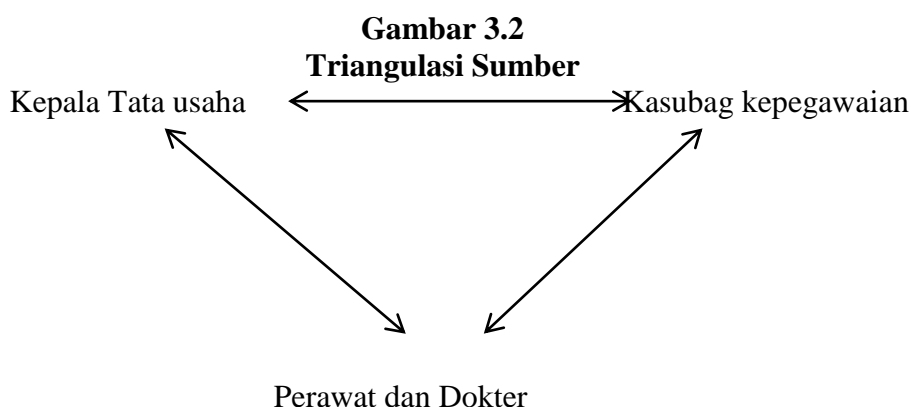 Gambar 3.2
Triangulasi Sumber
Kepala Tata usaha
Kasubag kepegawaian
Perawat dan Dokter